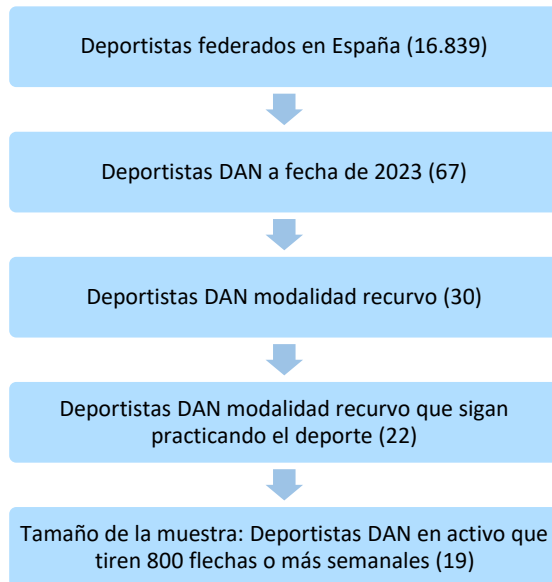 Deportistas federados en España (16.839)
Deportistas DAN a fecha de 2023 (67)
Deportistas DAN modalidad recurvo (30)
Deportistas DAN modalidad recurvo que sigan
practicando el deporte (22)
Tamaño de la muestra: Deportistas DAN en activo que
tiren 800 flechas o más semanales (19)